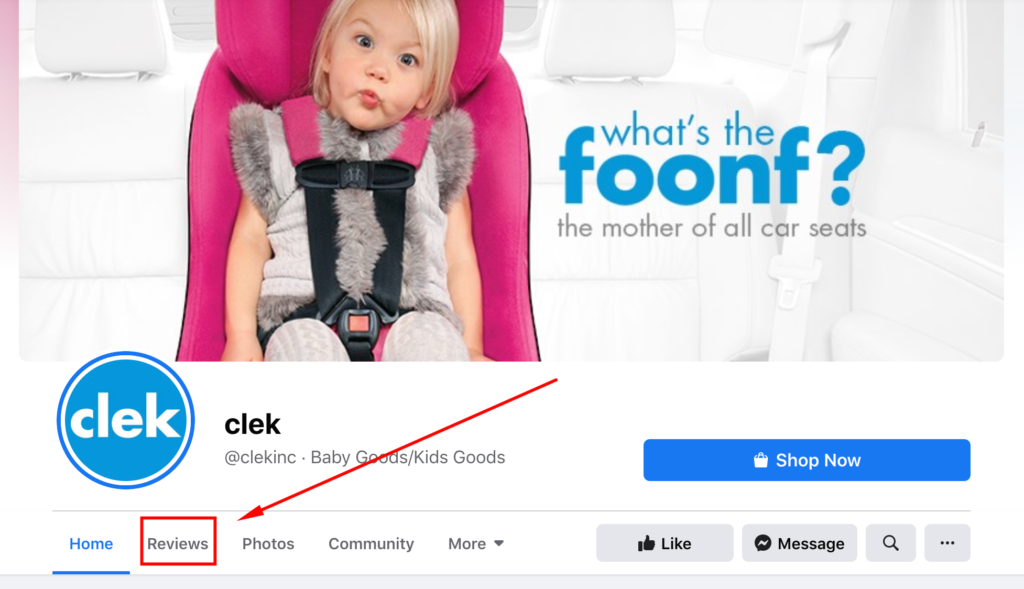 what's the
foonf?
the mother of all car seats
clek
clek
@clekinc · Baby Goods/Kids Goods
Shop Now
Home Reviews Photos Community More Like Message ...